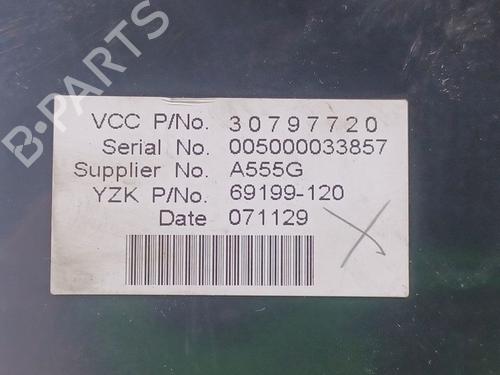 B-PARTS
VCC P/No. 30797720
Serial No. 005000033857
Supplier No. A555G
YZK P/No. 69199-120
Date 071129